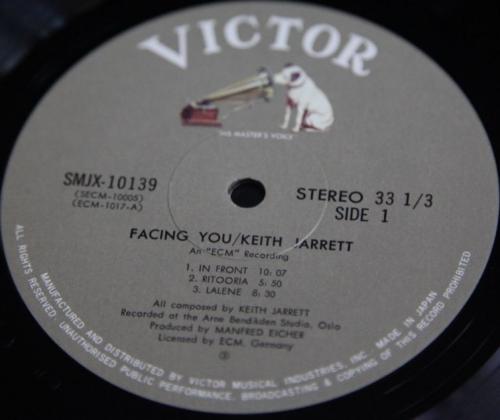 VICTOR
"HIS MASTER'S VOICE"
SMJX-10139
(SECM-10005)
(ECM-1017-A)
STEREO 33 1/3
SIDE 1
FACING YOU/KEITH JARRETT
An "ECM" Recording
1. IN FRONT 10:07
2. RITOORIA 5:50
3. LALENE 8:30
All composed by KEITH JARRETT
Recorded at the Arne Bendiksen Studio, Oslo
Produced by MANFRED EICHER
Licensed by ECM, Germany
Ⓟ
MANUFACTURED AND DISTRIBUTED BY VICTOR MUSICAL INDUSTRIES, INC. MADE IN JAPAN
ALL RIGHTS RESERVED UNAUTHORISED PUBLIC PERFORMANCE. BROADCASTING & COPYING OF THIS RECORD PROHIBITED